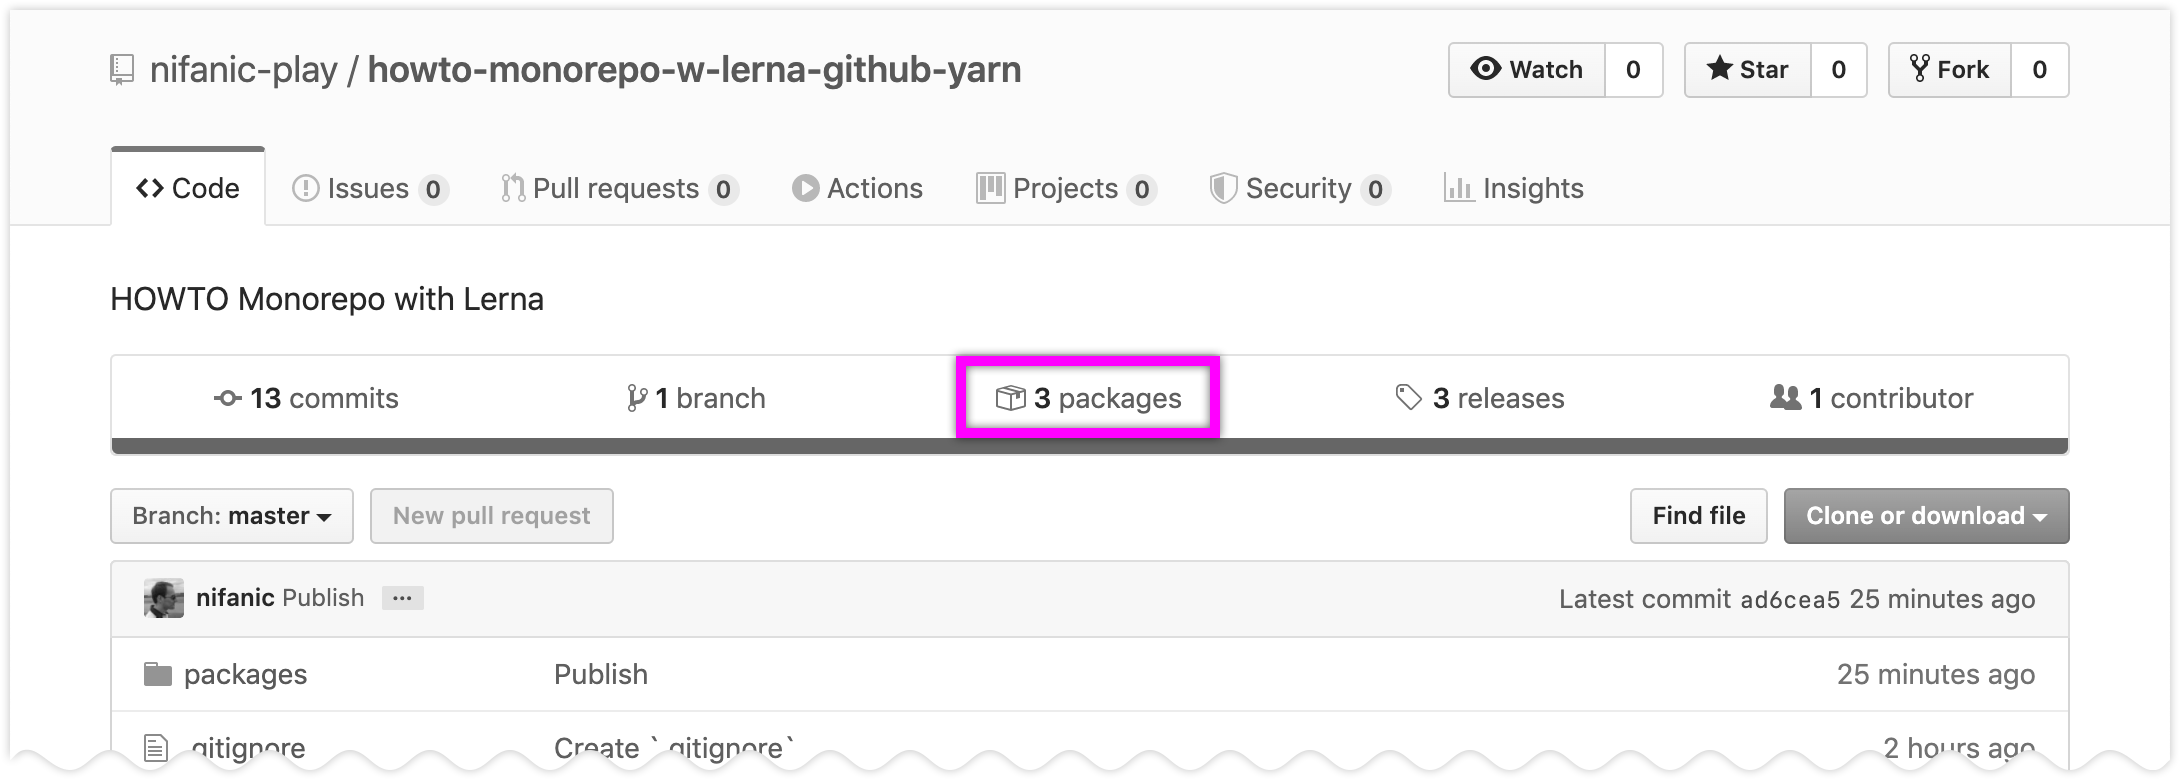 nifanic-play / howto-monorepo-w-lerna-github-yarn
Watch 0 Star 0 Fork 0
Code Issues 0 Pull requests 0 Actions Projects 0 Security 0 Insights
HOWTO Monorepo with Lerna
13 commits 1 branch 3 packages 3 releases 1 contributor
Branch: master New pull request Find file Clone or download
nifanic Publish ... Latest commit ad6cea5 25 minutes ago
packages Publish 25 minutes ago
.gitignore Create `.gitignore` 2 hours ago